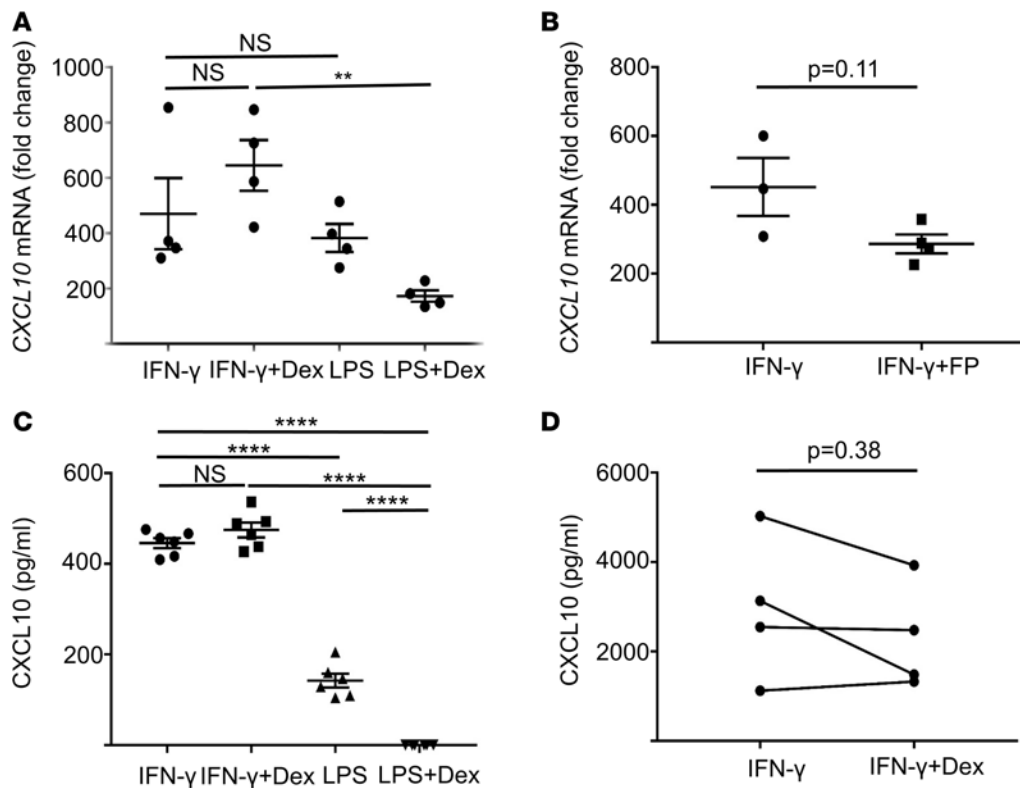 A
NS
NS
**
1000
800
600
400
200
CXCL10 mRNA (fold change)
IFN-γ IFN-γ+Dex LPS LPS+Dex
B
p=0.11
800
600
400
200
CXCL10 mRNA (fold change)
IFN-γ IFN-γ+FP
C
****
****
NS
****
****
600
400
200
CXCL10 (pg/ml)
IFN-γ IFN-γ+Dex LPS LPS+Dex
D
p=0.38
6000
4000
2000
CXCL10 (pg/ml)
IFN-γ IFN-γ+Dex